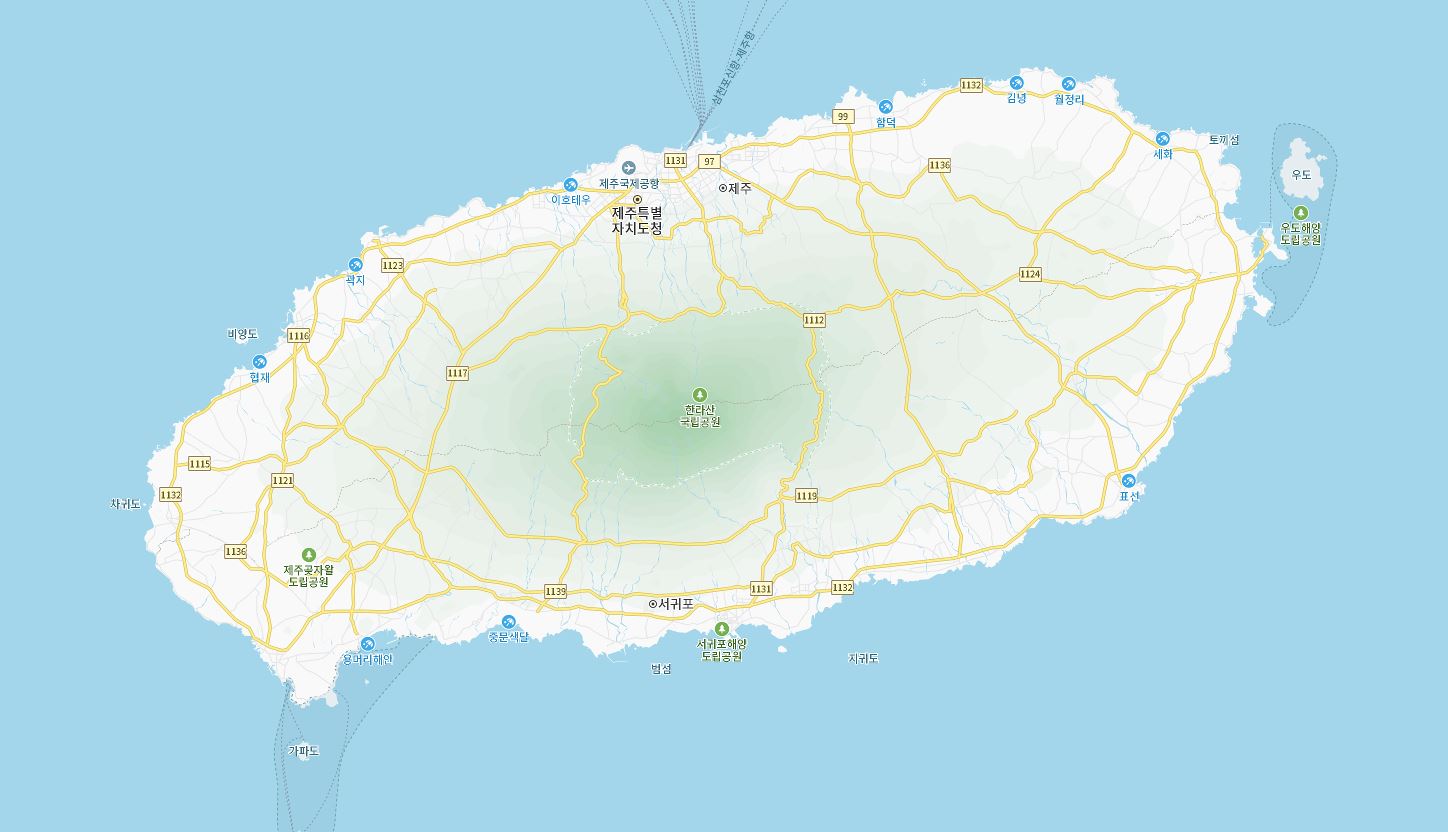 삼천포신항-제주항
1132
김녕
월정리
99
함덕
세화
토끼섬
1131
97
1136
제주국제공항
제주
우도
이호테우
제주특별
자치도청
우도해양
도립공원
1123
곽지
1124
비양도
1116
1112
협재
1117
한라산
국립공원
1115
1121
1132
차귀도
1119
표선
1136
제주곶자왈
도립공원
1139
1131
1132
서귀포
중문색달
서귀포해양
도립공원
용머리해안
범섬
지귀도
가파도